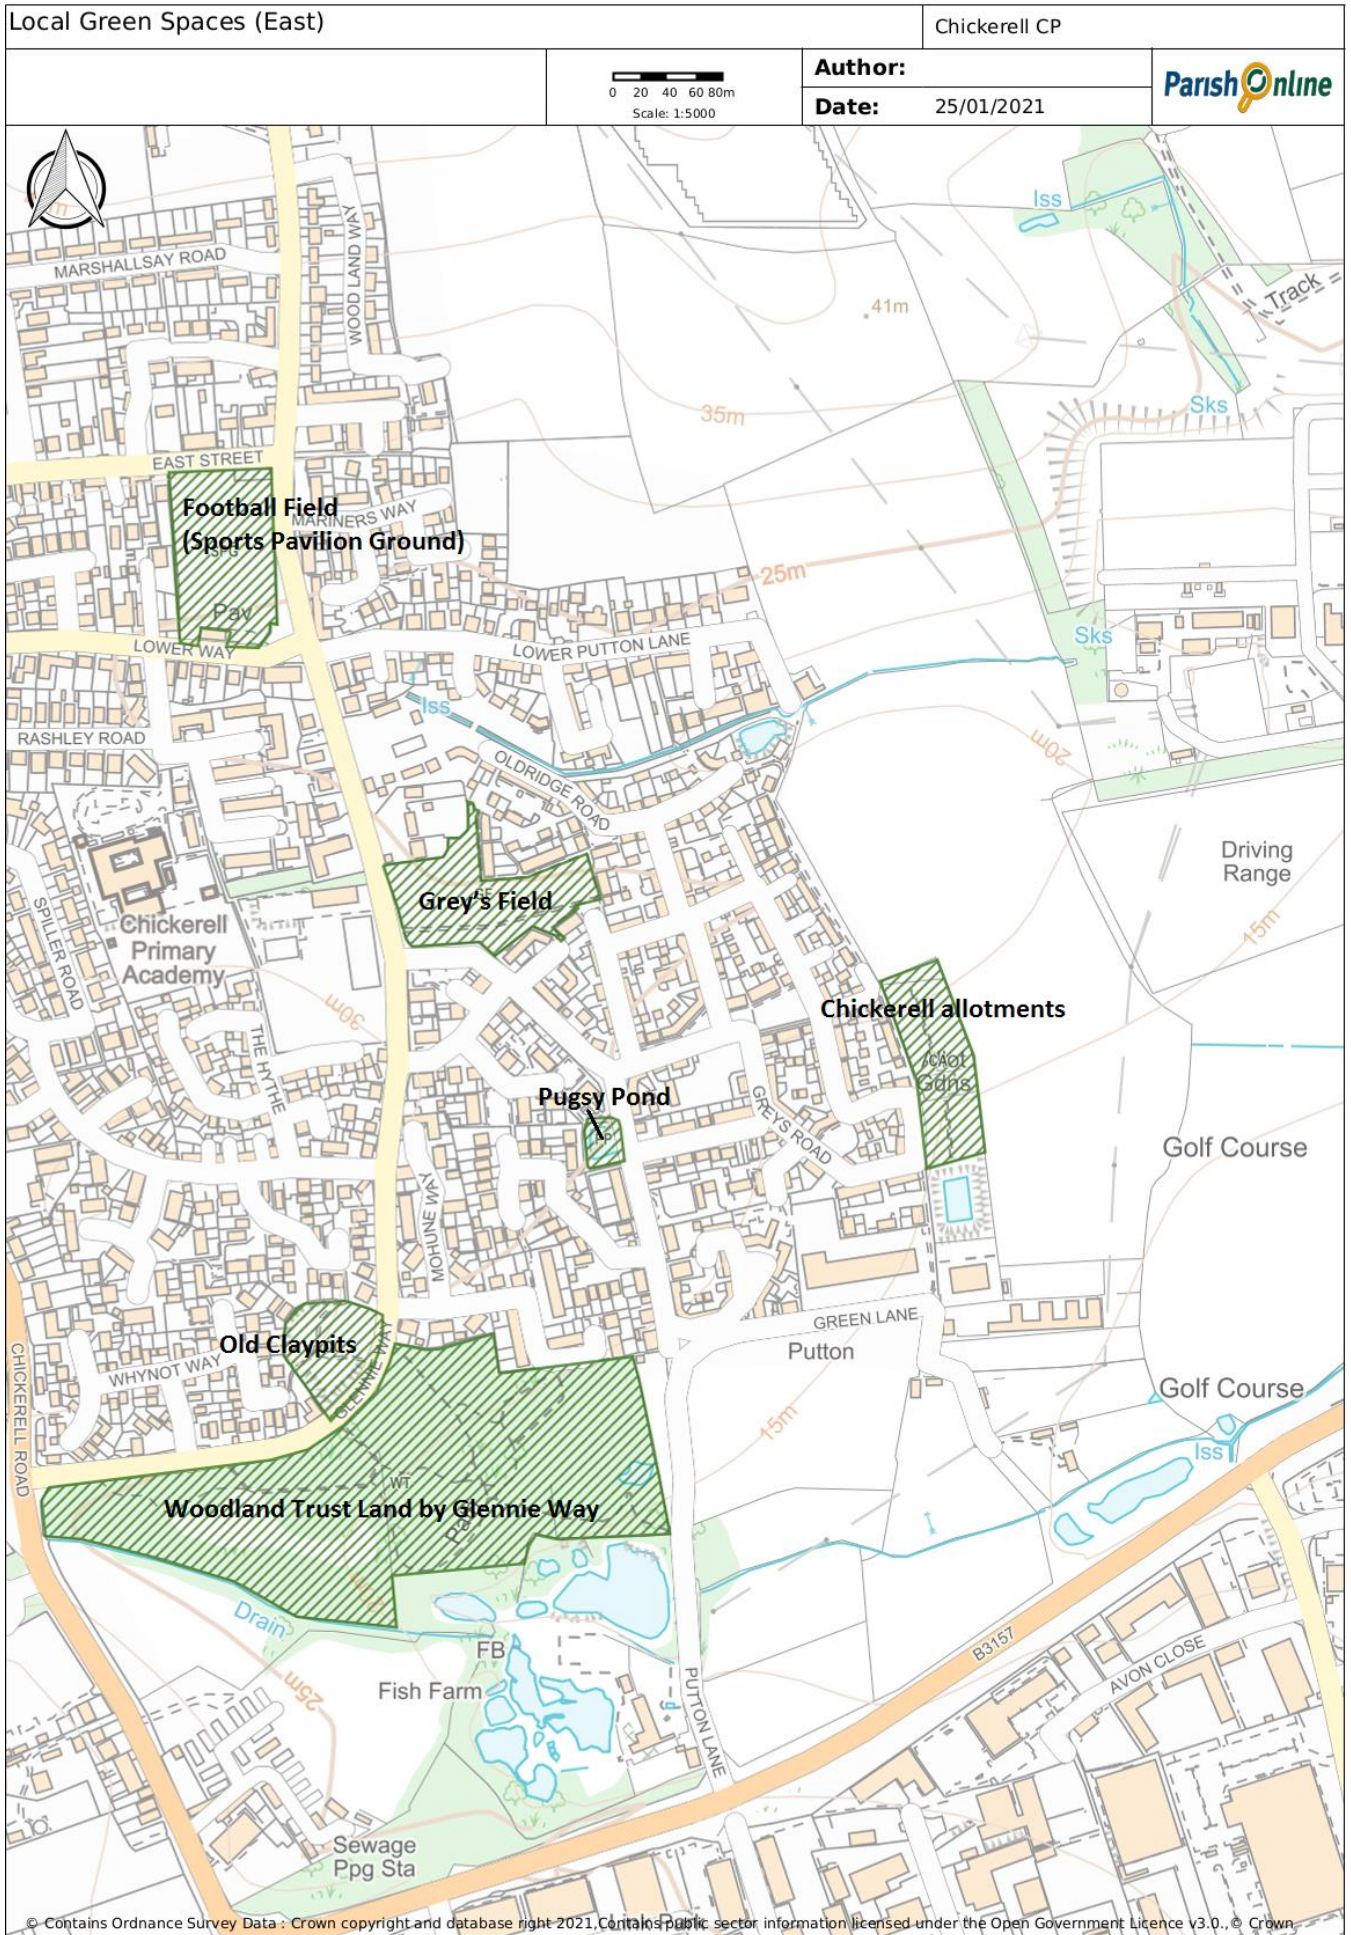 Local Green Spaces (East)
Chickerell CP
Author:
Date: 25/01/2021
Parish Online
0 20 40 60 80m
Scale: 1:5000
MARSHALLSAY ROAD
WOOD LAND WAY
Iss
Track
41m
35m
Sks
EAST STREET
Football Field
(Sports Pavilion Ground)
SPG
MARINERS WAY
Pav
25m
LOWER WAY
LOWER PUTTON LANE
Sks
Iss
RASHLEY ROAD
OLDRIDGE ROAD
20m
Driving
Range
Grey's Field
15m
SPILLER ROAD
Chickerell
Primary
Academy
30m
THE HYTHE
Chickerell allotments
Gdns
Pugsy Pond
GREYS ROAD
Golf Course
MOHUNE WAY
Old Claypits
WHYNOT WAY
GLENNIE WAY
GREEN LANE
Putton
CHICKERELL ROAD
Golf Course
15m
Iss
WT
Woodland Trust Land by Glennie Way
Drain
FB
Fish Farm
25m
PUTTON LANE
B3157
AVON CLOSE
Sewage
Ppg Sta
© Contains Ordnance Survey Data : Crown copyright and database right 2021,Contains public sector information licensed under the Open Government Licence v3.0.,© Crown